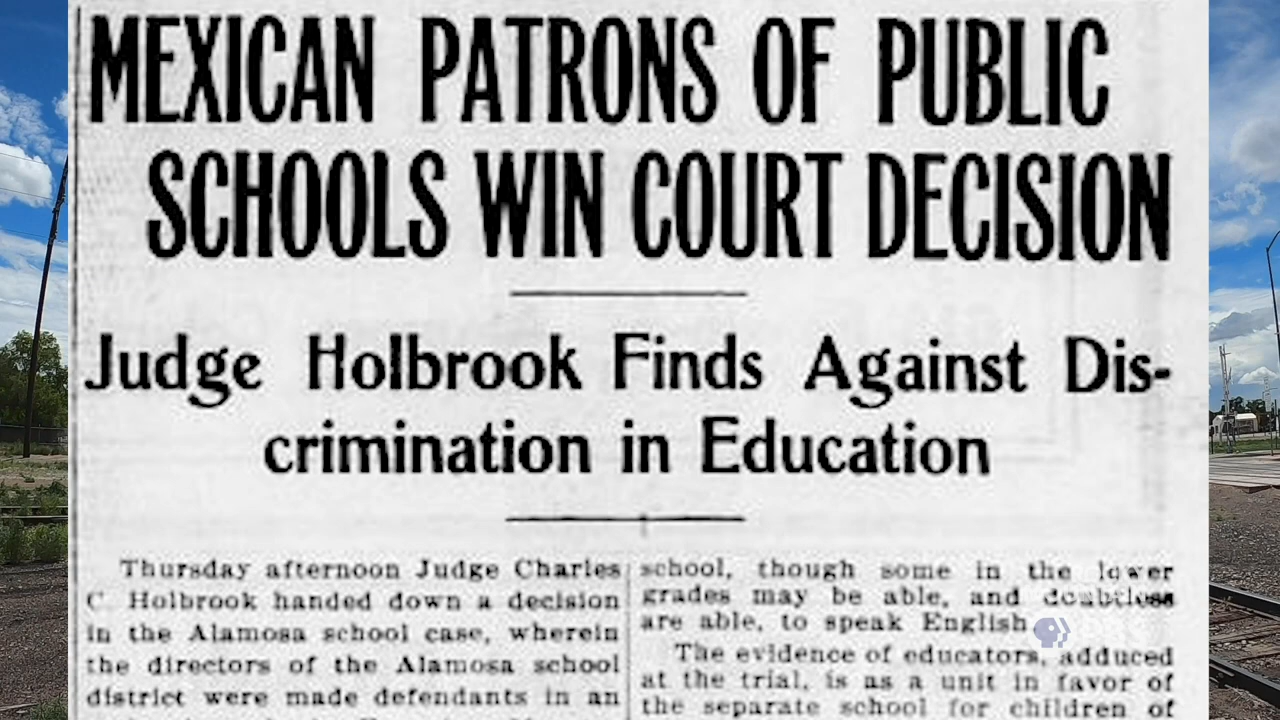 MEXICAN PATRONS OF PUBLIC
SCHOOLS WIN COURT DECISION
Judge Holbrook Finds Against Dis-
crimination in Education
Thursday afternoon Judge Charles
C. Holbrook handed down a decision
in the Alamosa school case, wherein
the directors of the Alamosa school
district were made defendants in an
school, though some in the lower
grades may be able, and doubtless
are able, to speak English
The evidence of educators, adduced
at the trial, is as a unit in favor of
the separate school for children of